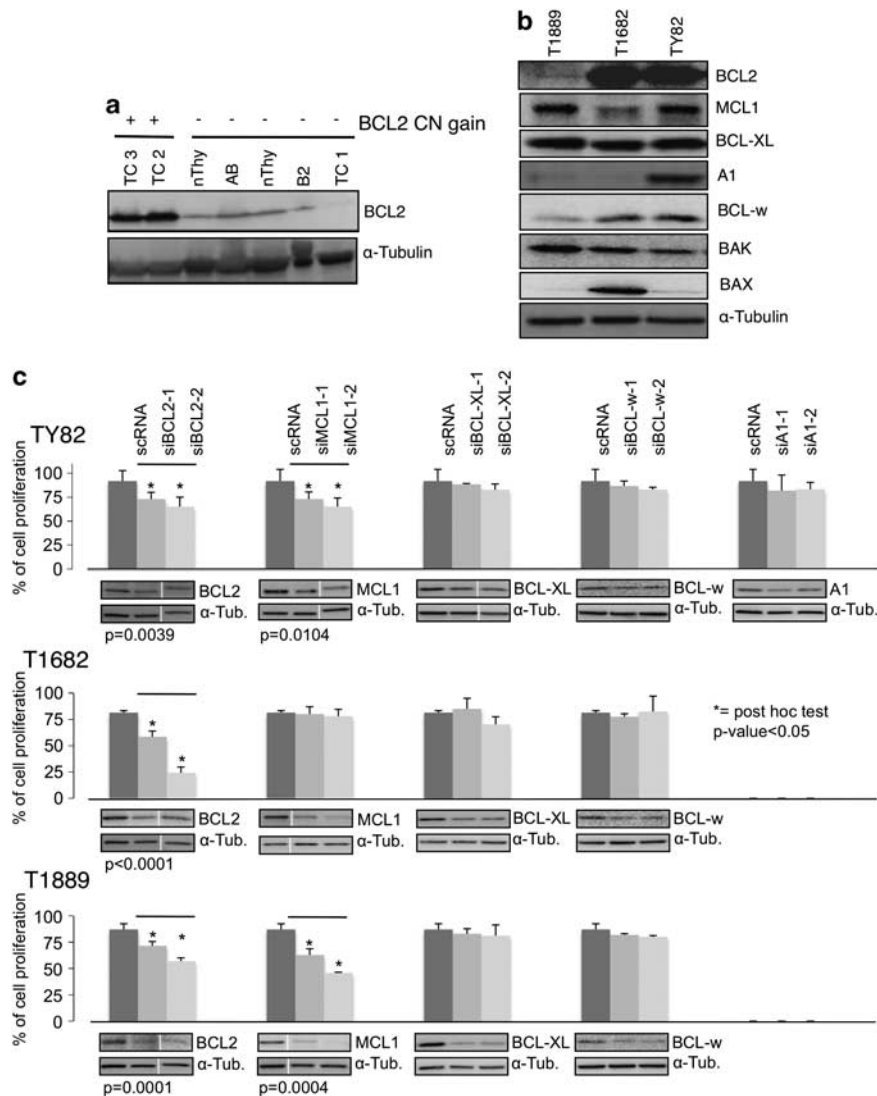 a
+ + - - - - -
BCL2 CN gain
TC 3
TC 2
nThy
AB
nThy
B2
TC 1
BCL2
α-Tubulin
b
T1889
T1682
TY82
BCL2
MCL1
BCL-XL
A1
BCL-w
BAK
BAX
α-Tubulin
c
TY82
scRNA
siBCL2-1
siBCL2-2
scRNA
siMCL1-1
siMCL1-2
scRNA
siBCL-XL-1
siBCL-XL-2
scRNA
siBCL-w-1
siBCL-w-2
scRNA
siA1-1
siA1-2
% of cell proliferation
100
75
50
25
0
* *
* *
BCL2
MCL1
BCL-XL
BCL-w
A1
α-Tub.
α-Tub.
α-Tub.
α-Tub.
α-Tub.
p=0.0039
p=0.0104
T1682
% of cell proliferation
100
75
50
25
0
* *
*= post hoc test
p-value<0.05
BCL2
MCL1
BCL-XL
BCL-w
α-Tub.
α-Tub.
α-Tub.
α-Tub.
p<0.0001
T1889
% of cell proliferation
100
75
50
25
0
* *
* *
BCL2
MCL1
BCL-XL
BCL-w
α-Tub.
α-Tub.
α-Tub.
α-Tub.
p=0.0001
p=0.0004